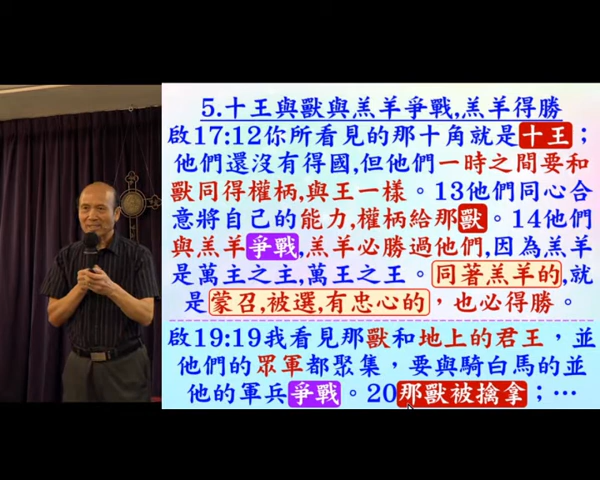 5.十王與獸與羔羊爭戰,羔羊得勝
啟17:12你所看見的那十角就是十王；
他們還沒有得國,但他們一時之間要和
獸同得權柄,與王一樣。13他們同心合
意將自己的能力,權柄給那獸。14他們
與羔羊爭戰,羔羊必勝過他們,因為羔羊
是萬主之主,萬王之王。同著羔羊的,就
是蒙召,被選,有忠心的，也必得勝。
啟19:19我看見那獸和地上的君王，並
他們的眾軍都聚集，要與騎白馬的並
他的軍兵爭戰。20那獸被擒拿；…